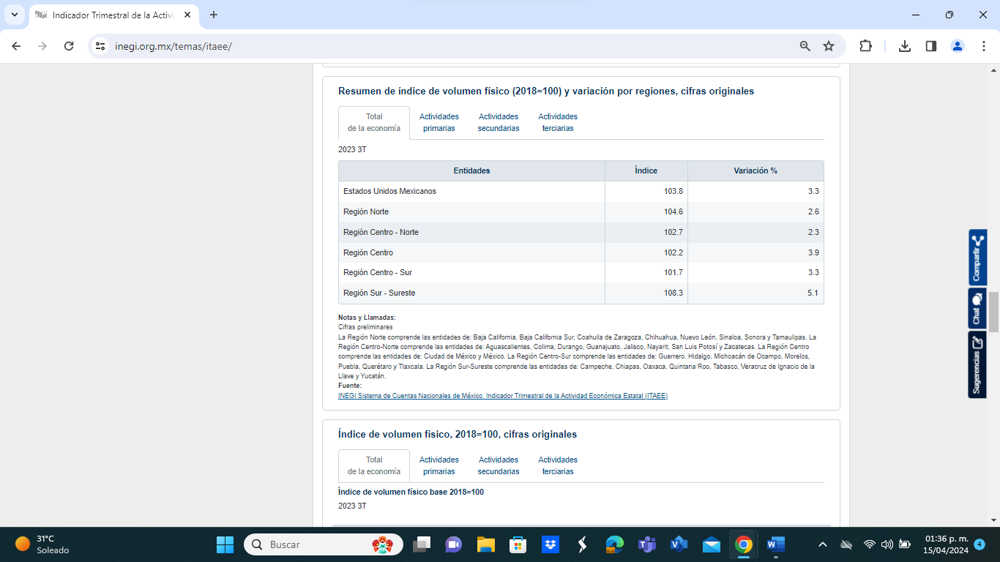 Indicador Trimestral de la Activi
inegi.org.mx/temas/itaee/
Resumen de índice de volumen físico (2018=100) y variación por regiones, cifras originales
Total de la economía Actividades primarias Actividades secundarias Actividades terciarias
2023 3T
Entidades Índice Variación %
Estados Unidos Mexicanos 103.8 3.3
Región Norte 104.6 2.6
Región Centro - Norte 102.7 2.3
Región Centro 102.2 3.9
Región Centro - Sur 101.7 3.3
Región Sur - Sureste 108.3 5.1
Notas y Llamadas:
Cifras preliminares
La Región Norte comprende las entidades de: Baja California, Baja California Sur, Coahuila de Zaragoza, Chihuahua, Nuevo León, Sinaloa, Sonora y Tamaulipas. La
Región Centro-Norte comprende las entidades de: Aguascalientes, Colima, Durango, Guanajuato, Jalisco, Nayarit, San Luis Potosí y Zacatecas. La Región Centro
comprende las entidades de: Ciudad de México y México. La Región Centro-Sur comprende las entidades de: Guerrero, Hidalgo, Michoacán de Ocampo, Morelos,
Puebla, Querétaro y Tlaxcala. La Región Sur-Sureste comprende las entidades de: Campeche, Chiapas, Oaxaca, Quintana Roo, Tabasco, Veracruz de Ignacio de la
Llave y Yucatán.
Fuente:
INEGI Sistema de Cuentas Nacionales de México. Indicador Trimestral de la Actividad Económica Estatal (ITAEE)
Índice de volumen físico, 2018=100, cifras originales
Total de la economía Actividades primarias Actividades secundarias Actividades terciarias
Índice de volumen físico base 2018=100
2023 3T
Compartir
Chat
Sugerencias
31°C
Soleado
Buscar
01:36 p. m.
15/04/2024
4